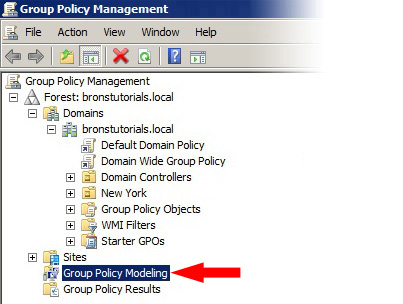 Group Policy Management
File Action View Window Help
Group Policy Management
Forest: bronstutorials.local
Domains
bronstutorials.local
Default Domain Policy
Domain Wide Group Policy
Domain Controllers
New York
Group Policy Objects
WMI Filters
Starter GPOs
Sites
Group Policy Modeling
Group Policy Results